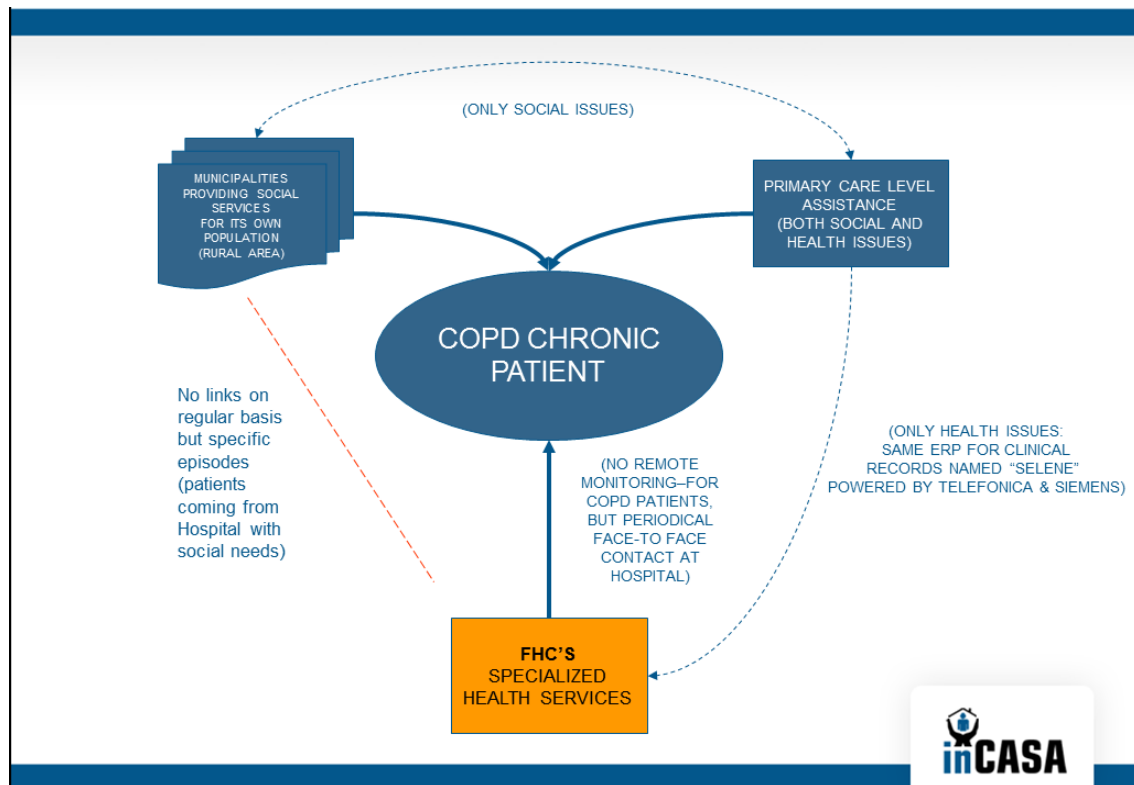 (ONLY SOCIAL ISSUES)
MUNICIPALITIES
PROVIDING SOCIAL
SERVICES
FOR ITS OWN
POPULATION
(RURAL AREA)
PRIMARY CARE LEVEL
ASSISTANCE
(BOTH SOCIAL AND
HEALTH ISSUES)
COPD CHRONIC
PATIENT
No links on
regular basis
but specific
episodes
(patients
coming from
Hospital with
social needs)
(NO REMOTE
MONITORING–FOR
COPD PATIENTS,
BUT PERIODICAL
FACE-TO FACE
CONTACT AT
HOSPITAL)
(ONLY HEALTH ISSUES:
SAME ERP FOR CLINICAL
RECORDS NAMED “SELENE”
POWERED BY TELEFONICA & SIEMENS)
FHC’S
SPECIALIZED
HEALTH SERVICES
inCASA